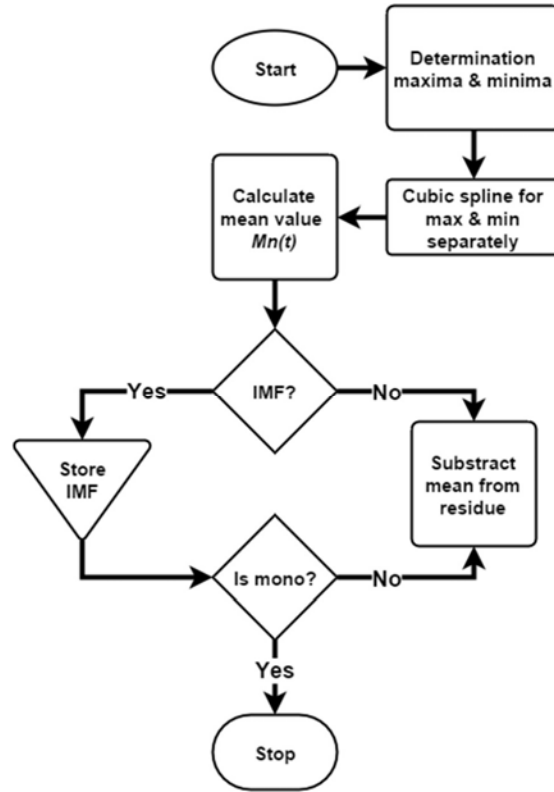 Start
Determination
maxima & minima
Calculate
mean value
Mn(t)
Cubic spline for
max & min
separately
Yes
IMF?
No
Store
IMF
Substract
mean from
residue
Is mono?
No
Yes
Stop